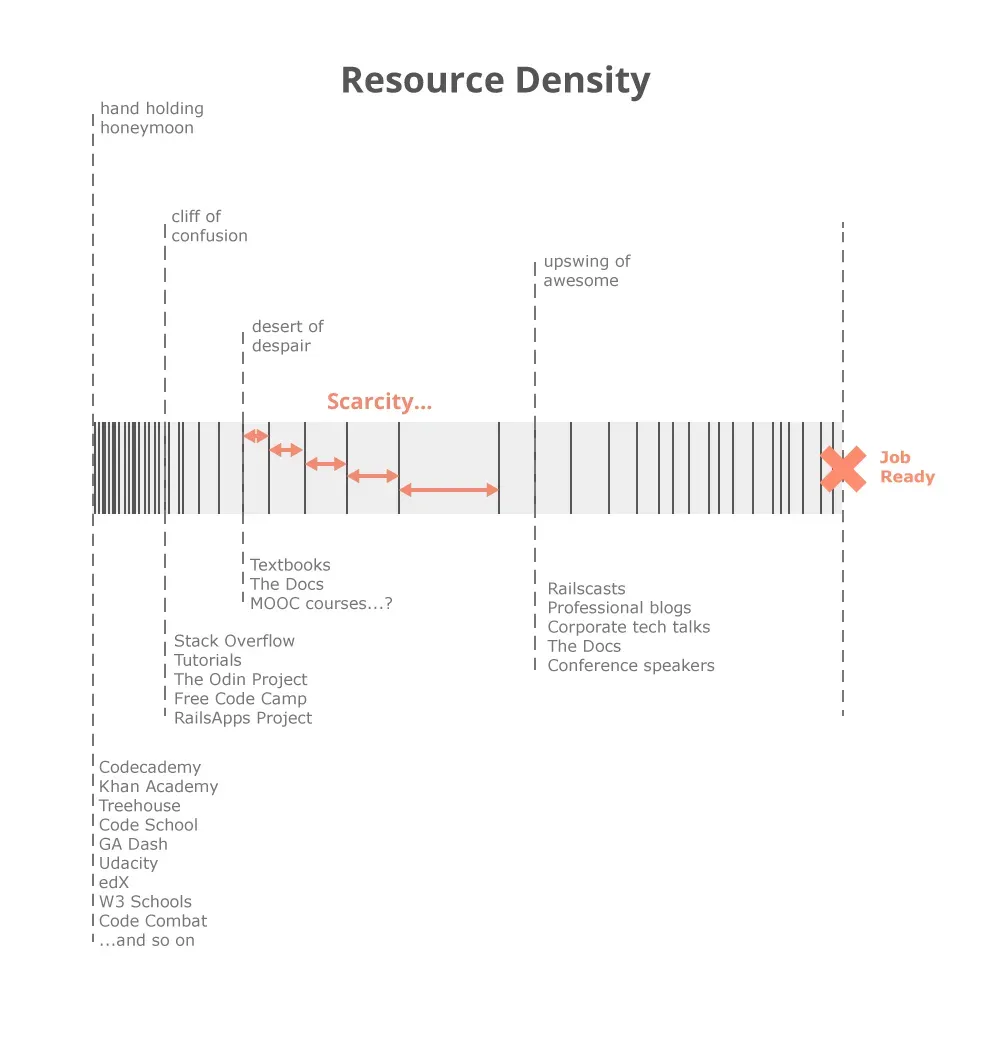 Resource Density
hand holding
honeymoon
cliff of
confusion
upswing of
awesome
desert of
despair
Scarcity...
Job
Ready
Textbooks
The Docs
MOOC courses...?
Railscasts
Professional blogs
Corporate tech talks
The Docs
Conference speakers
Stack Overflow
Tutorials
The Odin Project
Free Code Camp
RailsApps Project
Codecademy
Khan Academy
Treehouse
Code School
GA Dash
Udacity
edX
W3 Schools
Code Combat
...and so on